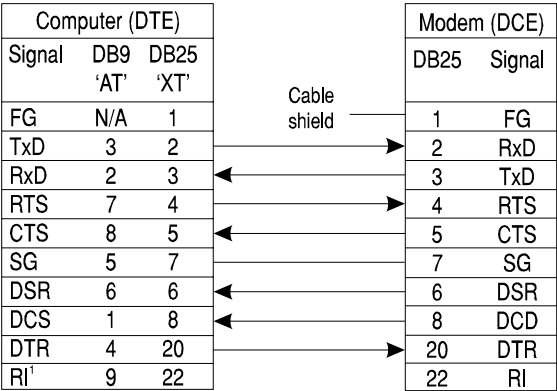 Computer (DTE) Modem (DCE)
Signal DB9 'AT' DB25 'XT' DB25 Signal
Cable shield
FG N/A 1 1 FG
TxD 3 2 2 RxD
RxD 2 3 3 TxD
RTS 7 4 4 RTS
CTS 8 5 5 CTS
SG 5 7 7 SG
DSR 6 6 6 DSR
DCS 1 8 8 DCD
DTR 4 20 20 DTR
RI¹ 9 22 22 RI